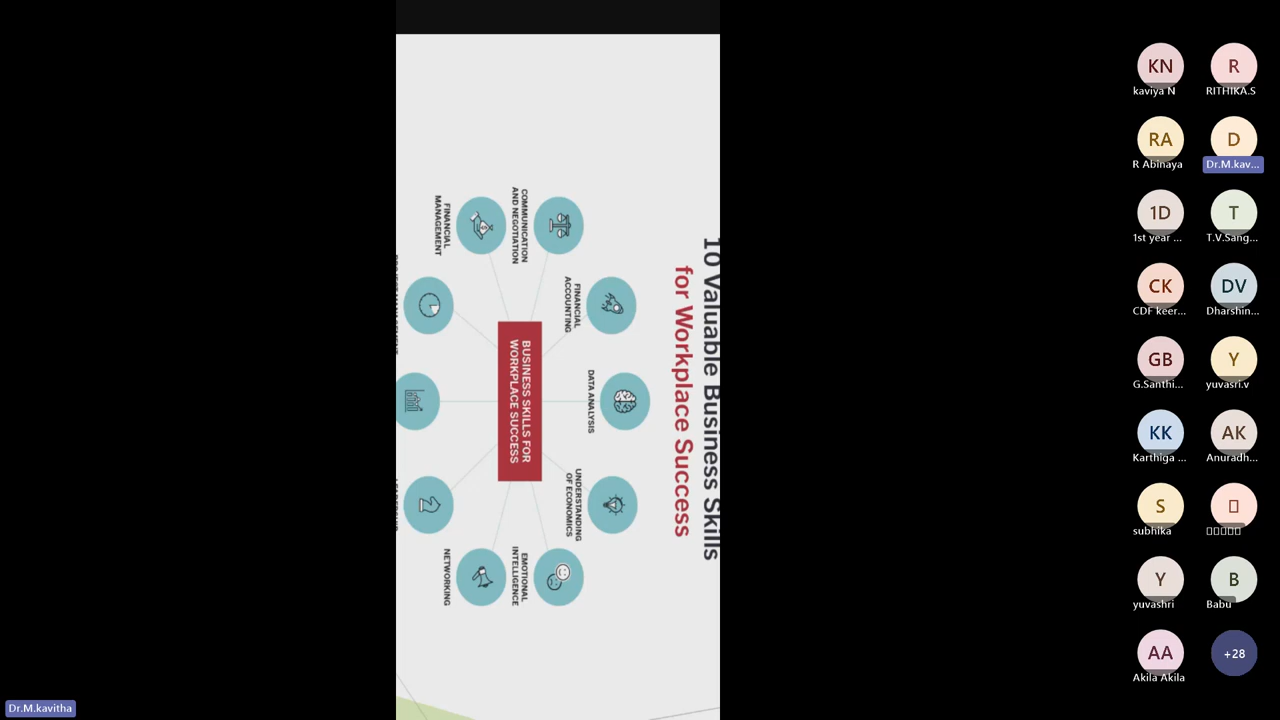 10 Valuable Business Skills
for Workplace Success
COMMUNICATION
AND NEGOTIATION
FINANCIAL
ACCOUNTING
DATA ANALYSIS
UNDERSTANDING
OF ECONOMICS
EMOTIONAL
INTELLIGENCE
BUSINESS SKILLS FOR
WORKPLACE SUCCESS
FINANCIAL
MANAGEMENT
NETWORKING
kaviya N
RITHIKA.S
R Abinaya
Dr.M.kav...
1st year ...
T.V.Sang...
CDF keer...
Dharshin...
G.Santhi...
yuvasri.v
Karthiga ...
Anuradh...
subhika
yuvashri
Babu
Akila Akila
KN
R
RA
D
1D
T
CK
DV
GB
Y
KK
AK
S
Y
B
AA
+28
Dr.M.kavitha